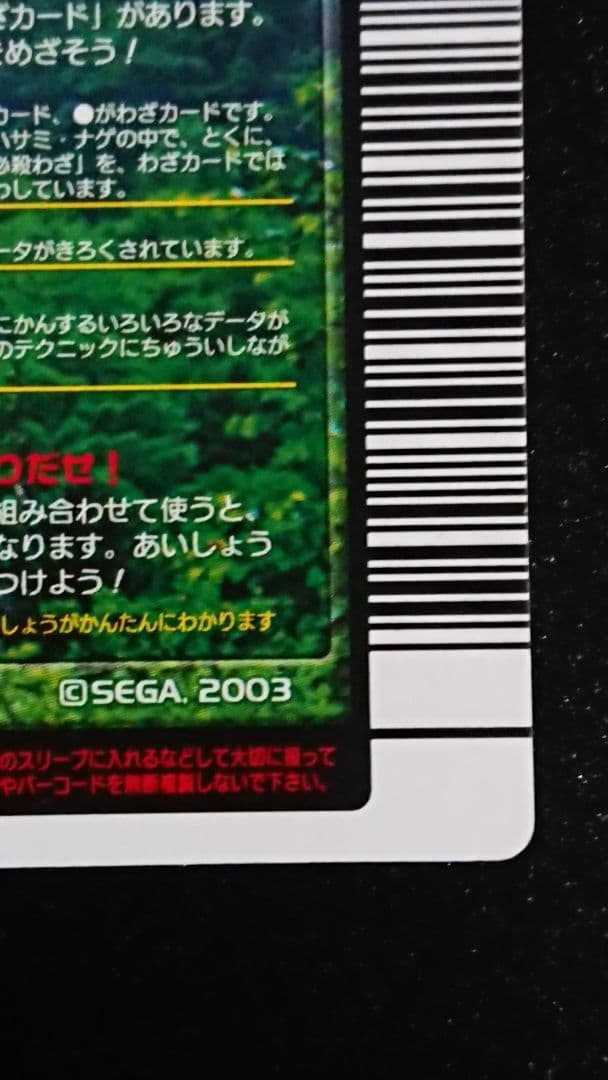 ざカード」があります。
をめざそう！
カード、●がわざカードです。
ハサミ・ナゲの中で、とくに、
必殺わざ」を、わざカードでは
わしています。
ータがきろくされています。
にかんするいろいろなデータが
のテクニックにちゅういしなが
つだせ！
組み合わせて使うと、
なります。あいしょう
つけよう！
しょうがかんたんにわかります
©SEGA, 2003
のスリーブに入れるなどして大切に扱って
やバーコードを無断複製しないで下さい。